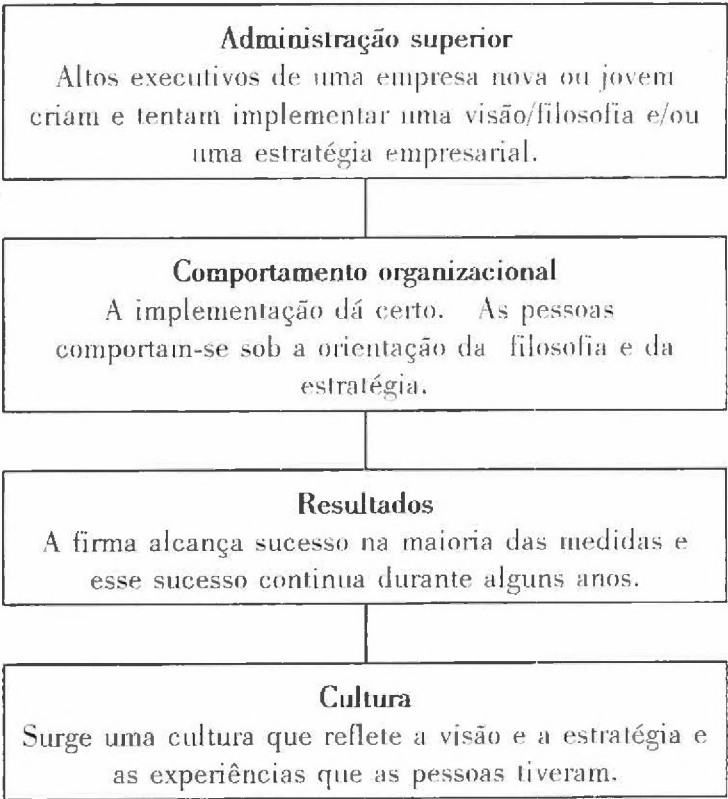 Administração superior
Altos executivos de uma empresa nova ou jovem
criam e tentam implementar uma visão/filosofia e/ou
uma estratégia empresarial.
Comportamento organizacional
A implementação dá certo. As pessoas
comportam-se sob a orientação da filosofia e da
estratégia.
Resultados
A firma alcança sucesso na maioria das medidas e
esse sucesso continua durante alguns anos.
Cultura
Surge uma cultura que reflete a visão e a estratégia e
as experiências que as pessoas tiveram.